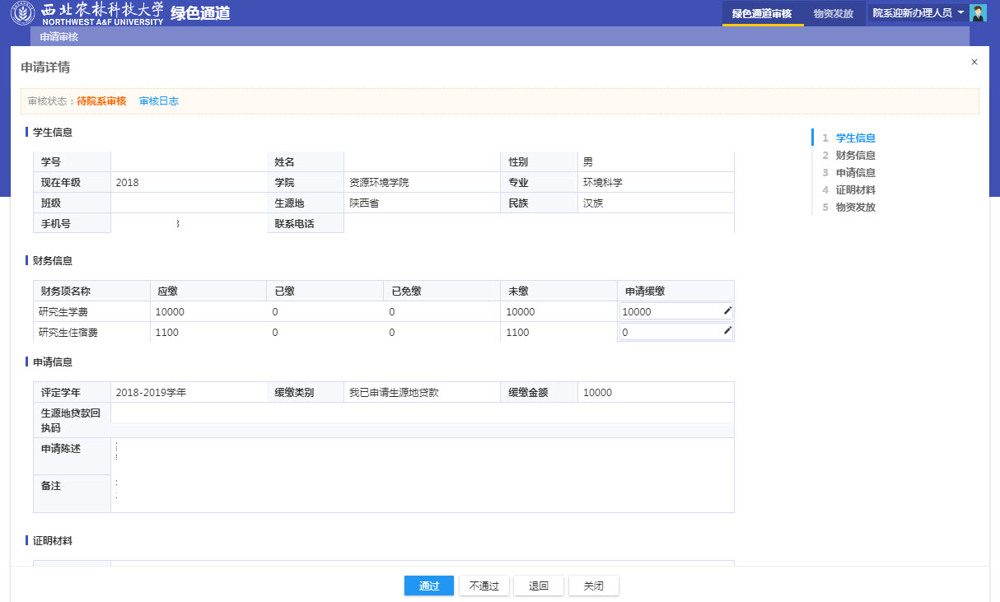 西北农林科技大学 绿色通道 绿色通道审核 物资发放 院系迎新办理人员
NORTHWEST A&F UNIVERSITY
申请审核
申请详情 ×
审核状态：待院系审核 审核日志
学生信息
学号 姓名 性别 男
现在年级 2018 学院 资源环境学院 专业 环境科学
班级 生源地 陕西省 民族 汉族
手机号 联系电话
1 学生信息
2 财务信息
3 申请信息
4 证明材料
5 物资发放
财务信息
财务项名称 应缴 已缴 已免缴 未缴 申请缓缴
研究生学费 10000 0 0 10000 10000
研究生住宿费 1100 0 0 1100 0
申请信息
评定学年 2018-2019学年 缓缴类别 我已申请生源地贷款 缓缴金额 10000
生源地贷款回
执码
申请陈述
备注
证明材料
通过 不通过 退回 关闭